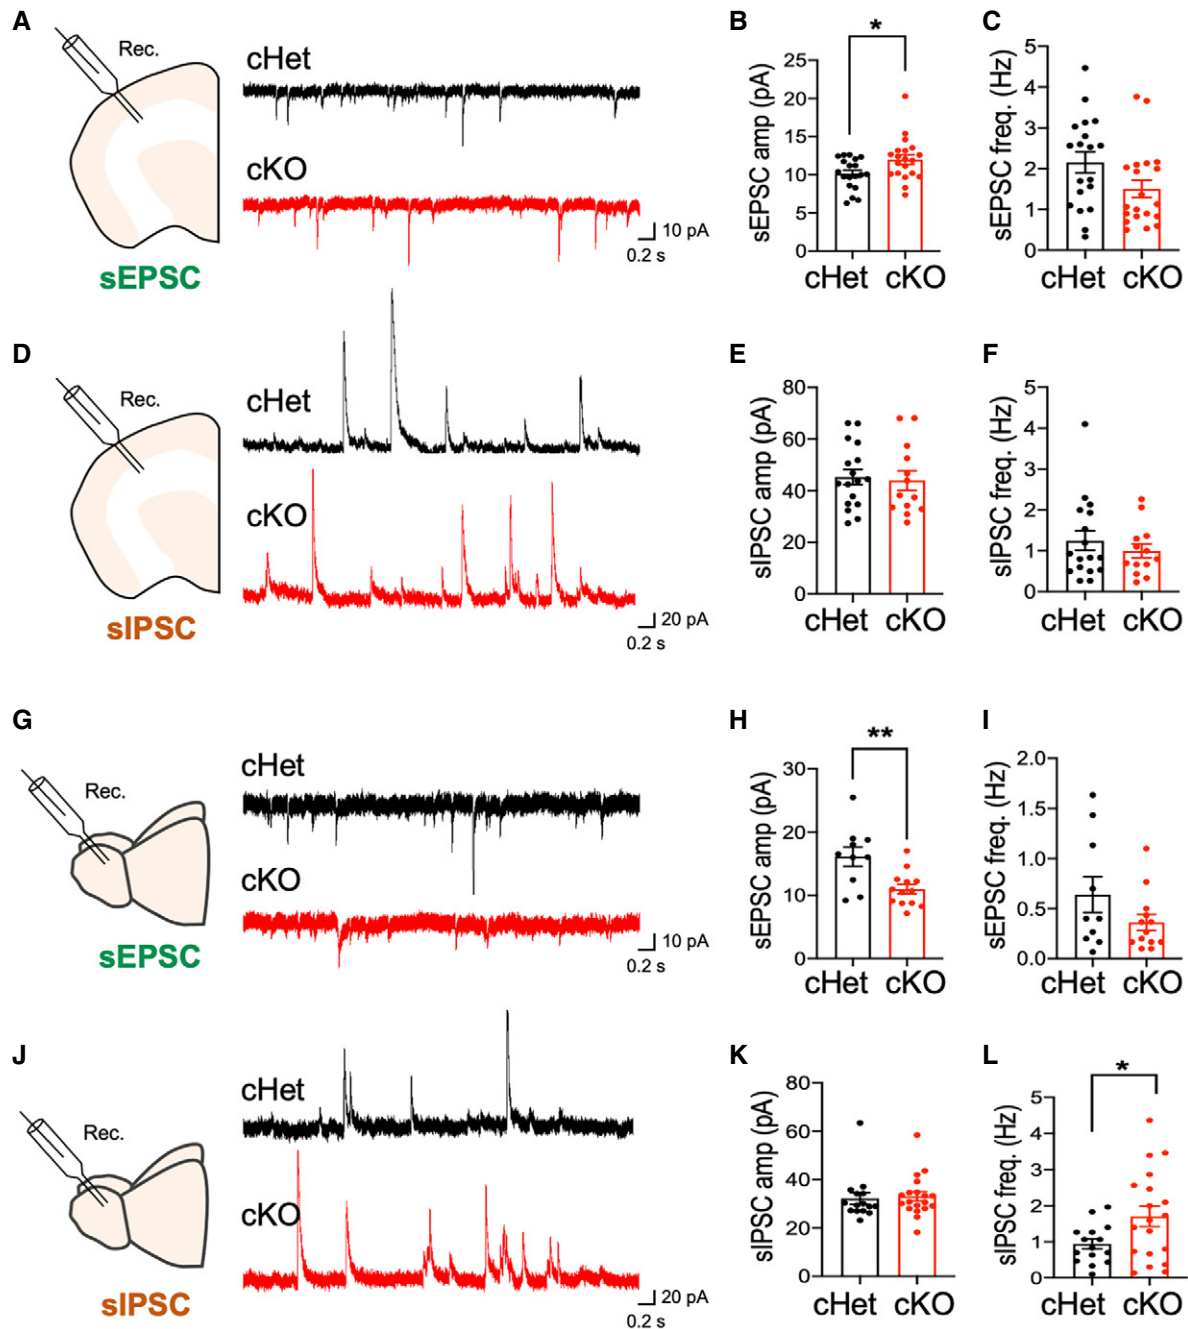 A
Rec.
cHet
cKO
10 pA
0.2 s
sEPSC
B
*
sEPSC amp (pA)
25
20
15
10
5
0
cHet cKO
C
sEPSC freq. (Hz)
5
4
3
2
1
0
cHet cKO
D
Rec.
cHet
cKO
20 pA
0.2 s
sIPSC
E
sIPSC amp (pA)
80
60
40
20
0
cHet cKO
F
sIPSC freq. (Hz)
5
4
3
2
1
0
cHet cKO
G
Rec.
cHet
cKO
10 pA
0.2 s
sEPSC
H
**
sEPSC amp (pA)
30
20
10
0
cHet cKO
I
sEPSC freq. (Hz)
2.0
1.5
1.0
0.5
0.0
cHet cKO
J
Rec.
cHet
cKO
20 pA
0.2 s
sIPSC
K
sIPSC amp (pA)
80
60
40
20
0
cHet cKO
L
*
sIPSC freq. (Hz)
5
4
3
2
1
0
cHet cKO